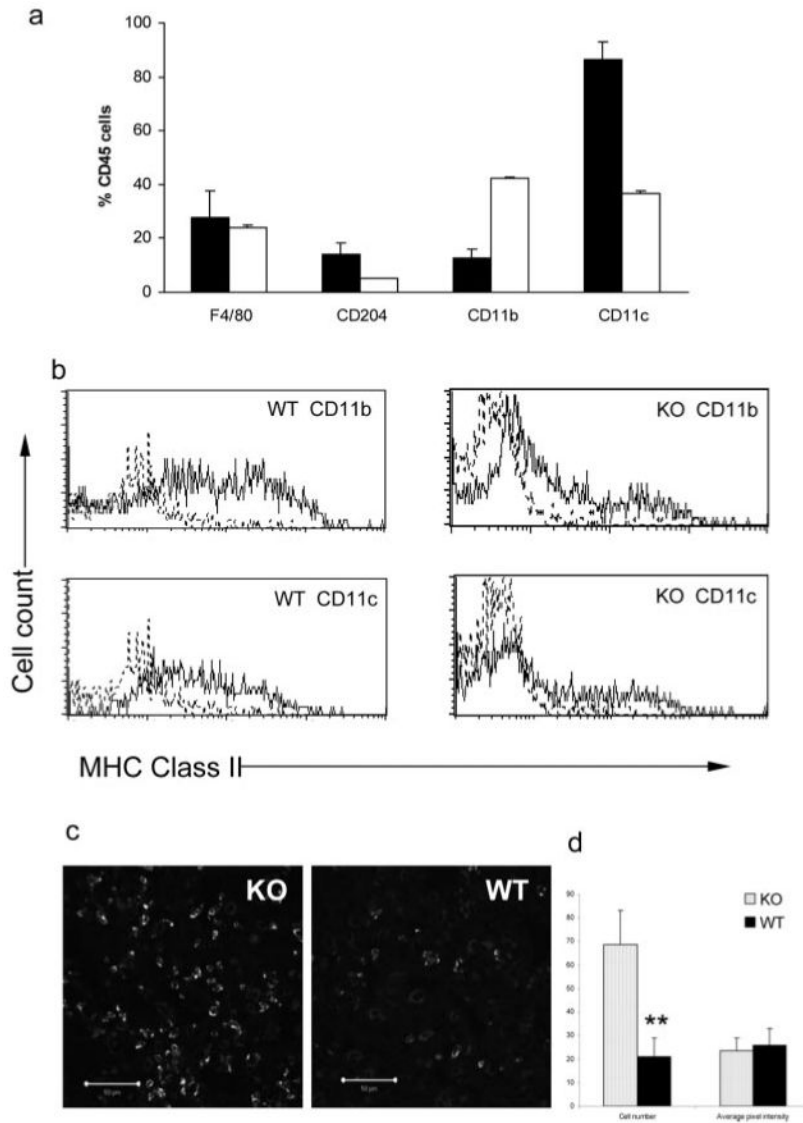 a
% CD45 cells
100
80
60
40
20
0
F4/80
CD204
CD11b
CD11c
b
WT CD11b
KO CD11b
WT CD11c
KO CD11c
Cell count
MHC Class II
c
KO
WT
d
90
80
70
60
50
40
30
20
10
0
KO
WT
**
Cell number
Average pixel intensity